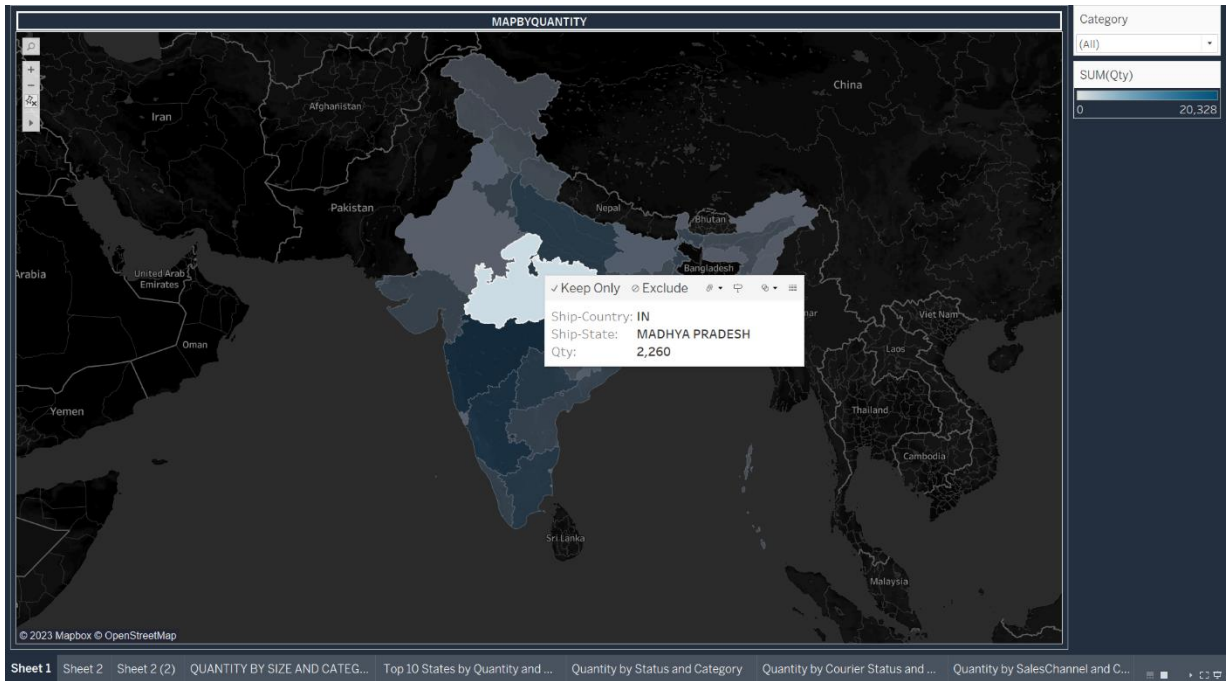 MAPBYQUANTITY
Category
(All)
SUM(Qty)
0 20,328
China
Afghanistan
Iran
Pakistan
Nepal
Bhutan
Bangladesh
United Arab
Emirates
Oman
Yemen
✓ Keep Only ⊘ Exclude
Ship-Country: IN
Ship-State: MADHYA PRADESH
Qty: 2,260
Viet Nam
Laos
Thailand
Cambodia
Sri Lanka
Malaysia
© 2023 Mapbox © OpenStreetMap
Sheet 1 Sheet 2 Sheet 2 (2) QUANTITY BY SIZE AND CATEG... Top 10 States by Quantity and ... Quantity by Status and Category Quantity by Courier Status and ... Quantity by SalesChannel and C...